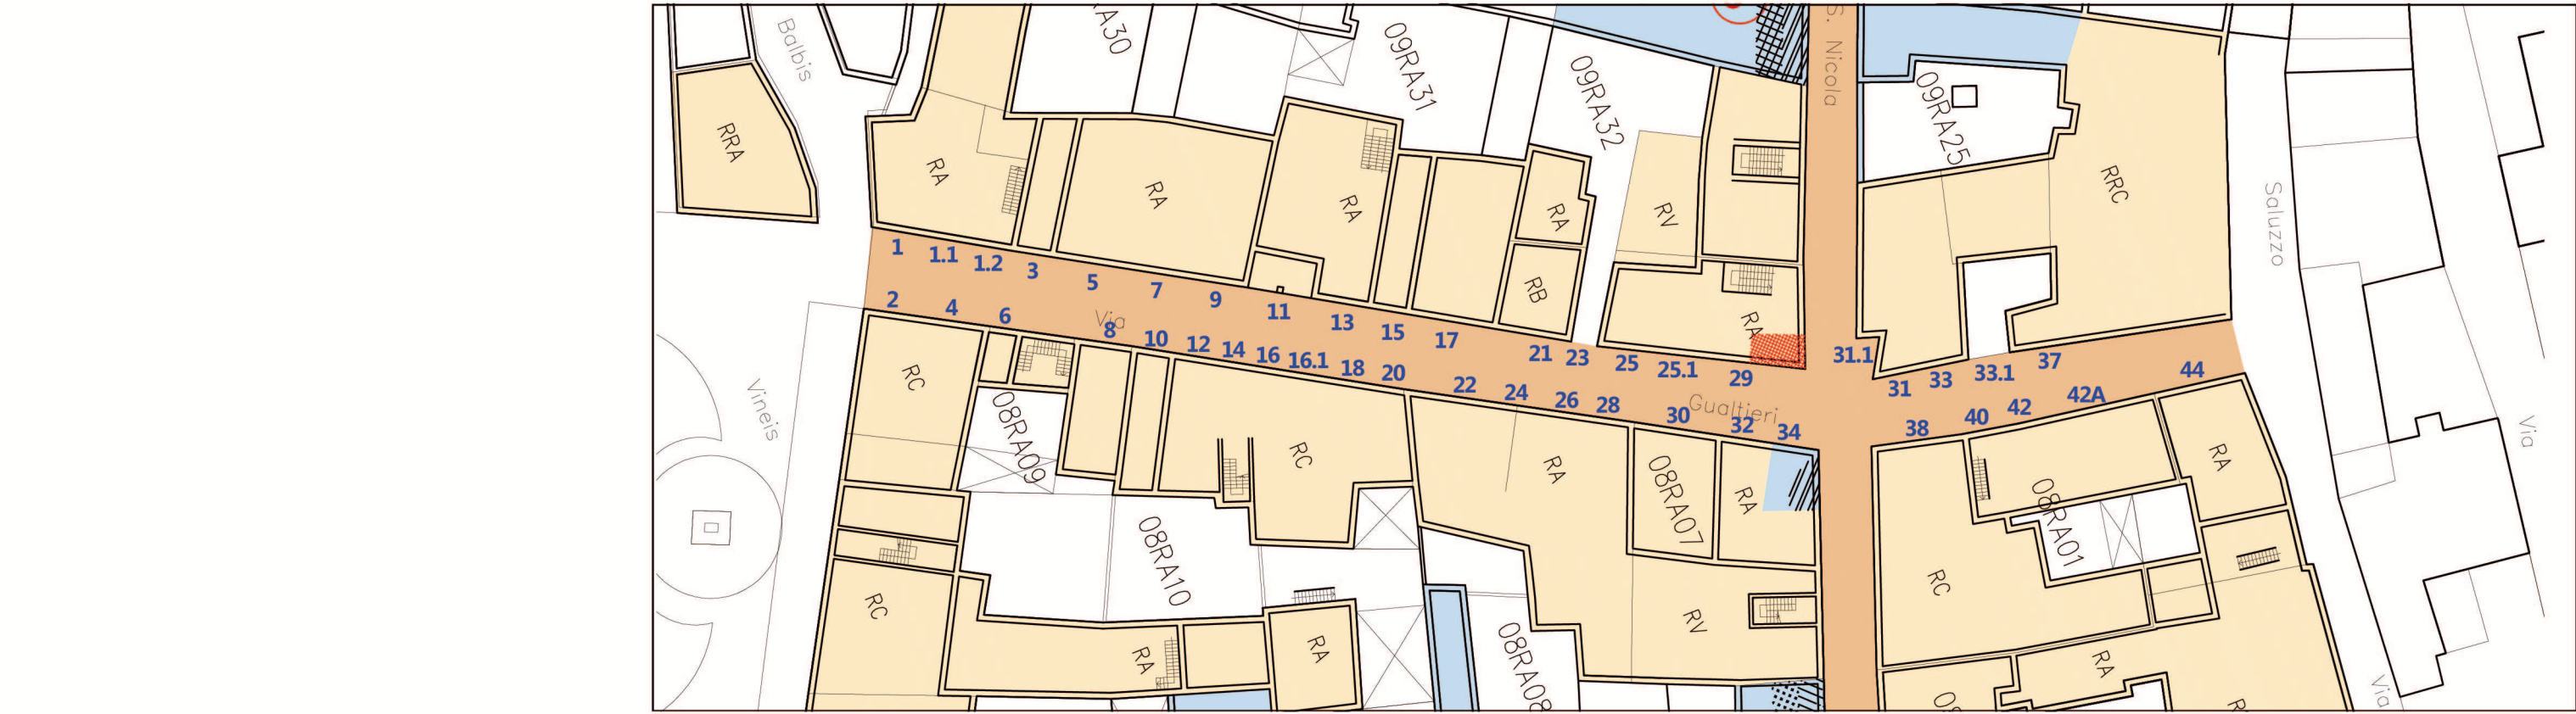 Balbis
RRA
RA
RA30
RA
09RA31
RA
09RA32
RA
RV
RB
RA
S. Nicola
09RA25
RRC
Saluzzo
1 1.1 1.2 3 5 7 9 11 13 15 17 21 23 25 25.1 29 31.1 31 33 33.1 37
Via Gualtieri
2 4 6 8 10 12 14 16 16.1 18 20 22 24 26 28 30 32 34 38 40 42 42A 44
Vineis
RC
08RA09
RC
RA
08RA07
RA
RA
Via
08RA01
RC
08RA10
RC
RA
RA
08RA08
RV
RA
Via